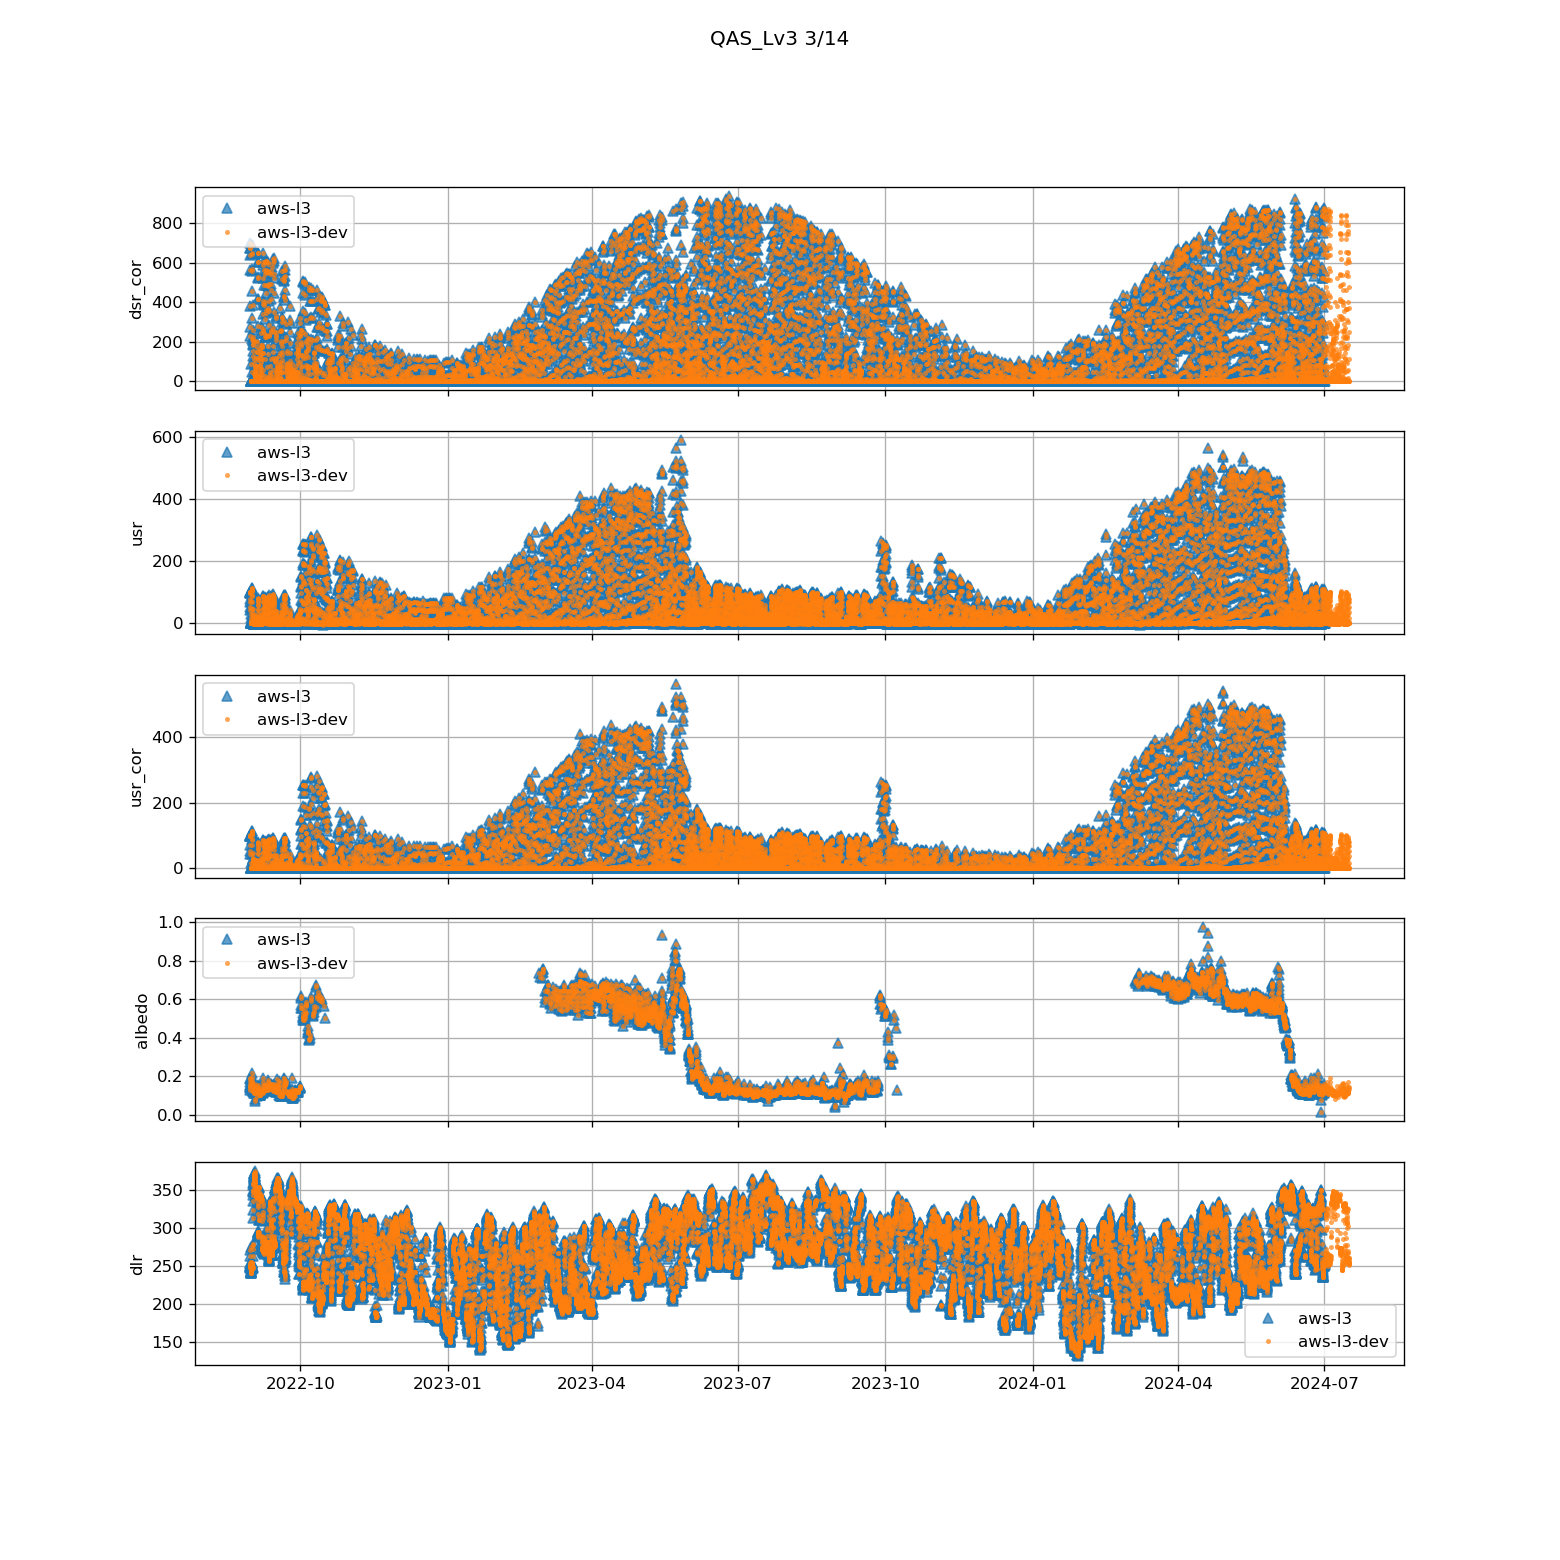 QAS_Lv3 3/14
aws-l3
aws-l3-dev
800
600
400
200
0
dsr_cor
aws-l3
aws-l3-dev
600
400
200
0
usr
aws-l3
aws-l3-dev
400
200
0
usr_cor
aws-l3
aws-l3-dev
1.0
0.8
0.6
0.4
0.2
0.0
albedo
350
300
250
200
150
dlr
aws-l3
aws-l3-dev
2022-10
2023-01
2023-04
2023-07
2023-10
2024-01
2024-04
2024-07